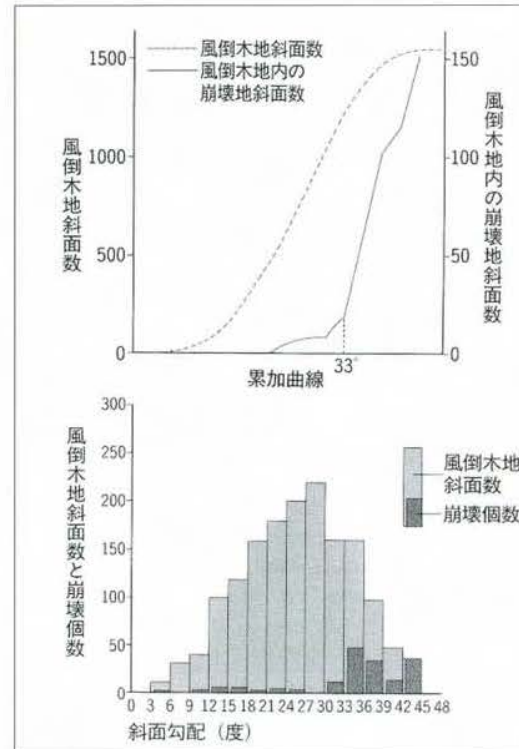 風倒木地斜面数
風倒木地内の
崩壊地斜面数
風倒木地斜面数
1500
1000
500
0
150
100
50
0
風倒木地内の崩壊地斜面数
33°
累加曲線
風倒木地斜面数と崩壊個数
300
250
200
150
100
50
0
風倒木地
斜面数
崩壊個数
0 3 6 9 12 15 18 21 24 27 30 33 36 39 42 45 48
斜面勾配（度）